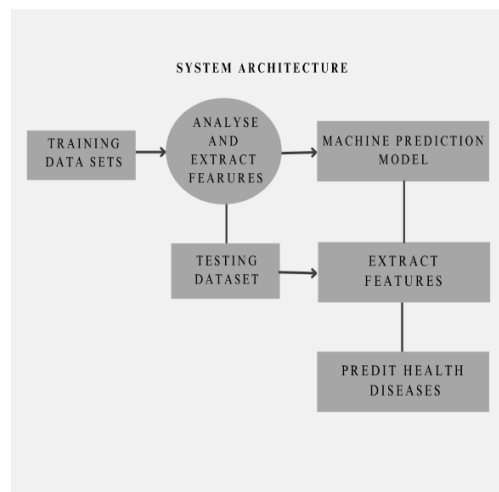 SYSTEM ARCHITECTURE
TRAINING
DATA SETS
ANALYSE
AND
EXTRACT
FEARURES
MACHINE PREDICTION
MODEL
TESTING
DATASET
EXTRACT
FEATURES
PREDIT HEALTH
DISEASES